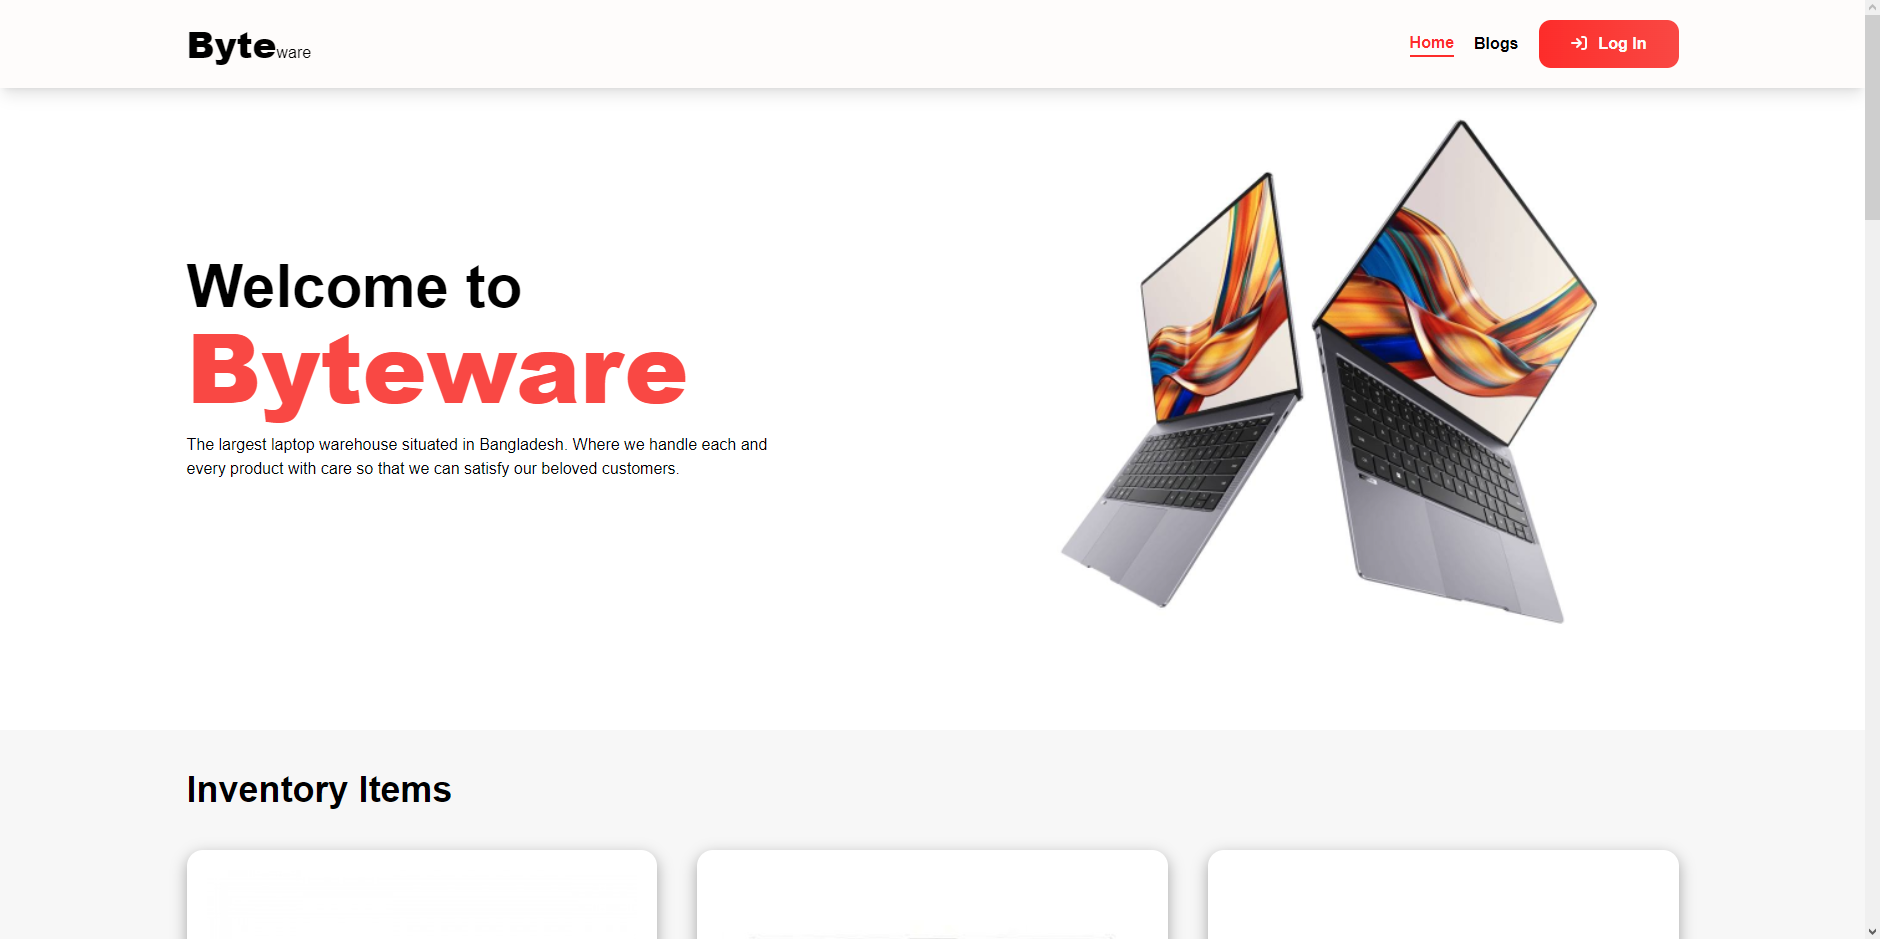 Byteware
Home
Blogs
Log In
Welcome to
Byteware
The largest laptop warehouse situated in Bangladesh. Where we handle each and
every product with care so that we can satisfy our beloved customers.
Inventory Items